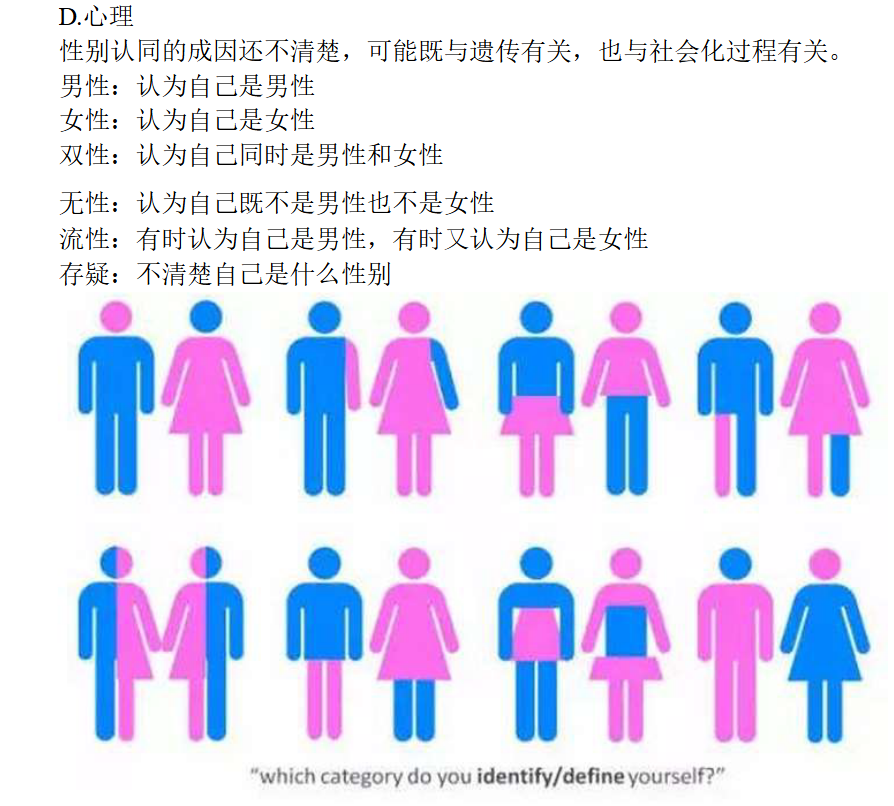 D.心理
性别认同的成因还不清楚，可能既与遗传有关，也与社会化过程有关。
男性：认为自己是男性
女性：认为自己是女性
双性：认为自己同时是男性和女性
无性：认为自己既不是男性也不是女性
流性：有时认为自己是男性，有时又认为自己是女性
存疑：不清楚自己是什么性别
“which category do you identify/define yourself?”